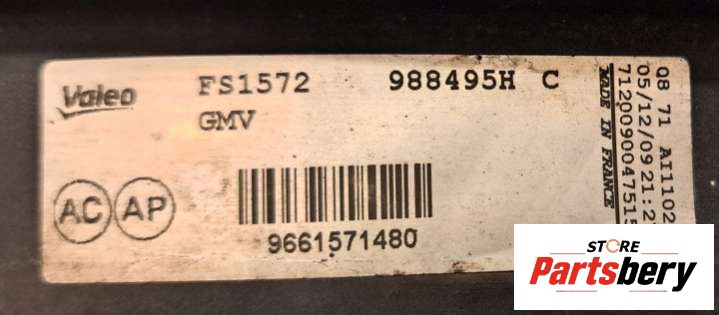 Valeo FS1572 988495H C
GMV
AC AP
9661571480
MADE IN FRANCE
7120090047515
05/12/09 21:2
Q8 71 AI1102
STORE
Partsbery